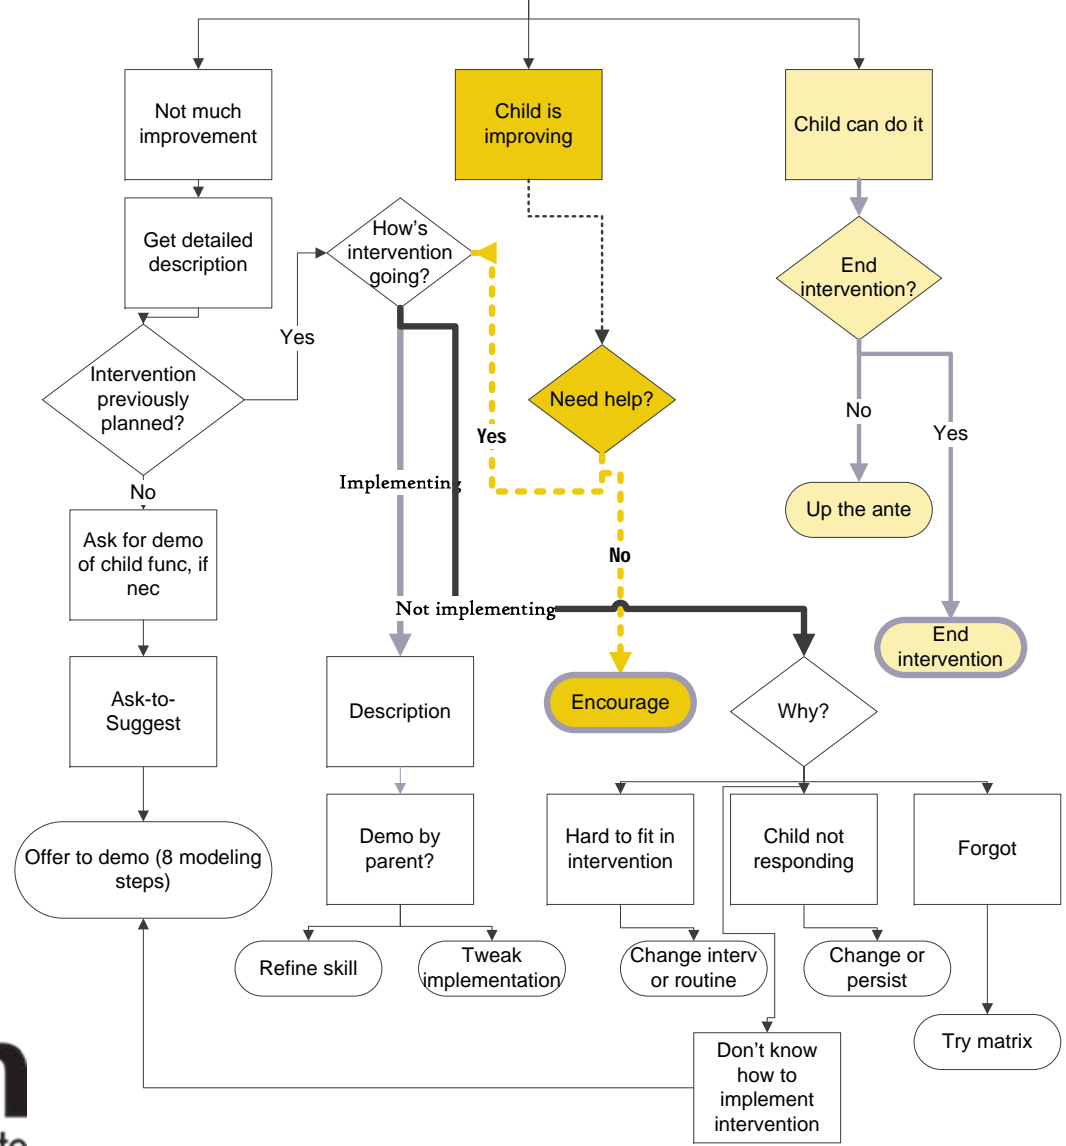 Not much
improvement
Child is
improving
Child can do it
Get detailed
description
How's
intervention
going?
End
intervention?
Yes
Intervention
previously
planned?
Need help?
No
Yes
Yes
Implementing
No
Up the ante
Ask for demo
of child func, if
nec
No
Not implementing
End
intervention
Ask-to-
Suggest
Description
Encourage
Why?
Offer to demo (8 modeling
steps)
Demo by
parent?
Hard to fit in
intervention
Child not
responding
Forgot
Refine skill
Tweak
implementation
Change interv
or routine
Change or
persist
Try matrix
Don't know
how to
implement
intervention